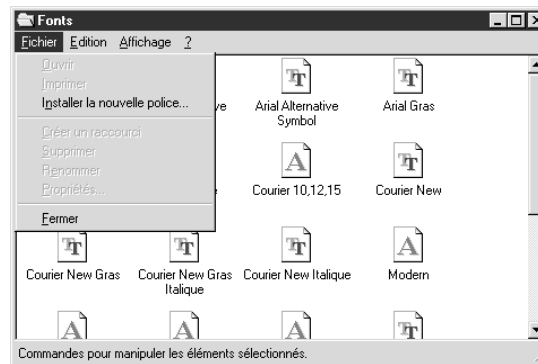 Fonts
Fichier Edition Affichage ?
Ouvrir
Imprimer
Installer la nouvelle police...
Créer un raccourci
Supprimer
Renommer
Propriétés...
Fermer
ve
Arial Alternative
Symbol
Arial Gras
Courier 10,12,15
Courier New
Courier New Gras
Courier New Gras
Italique
Courier New Italique
Modern
Commandes pour manipuler les éléments sélectionnés.